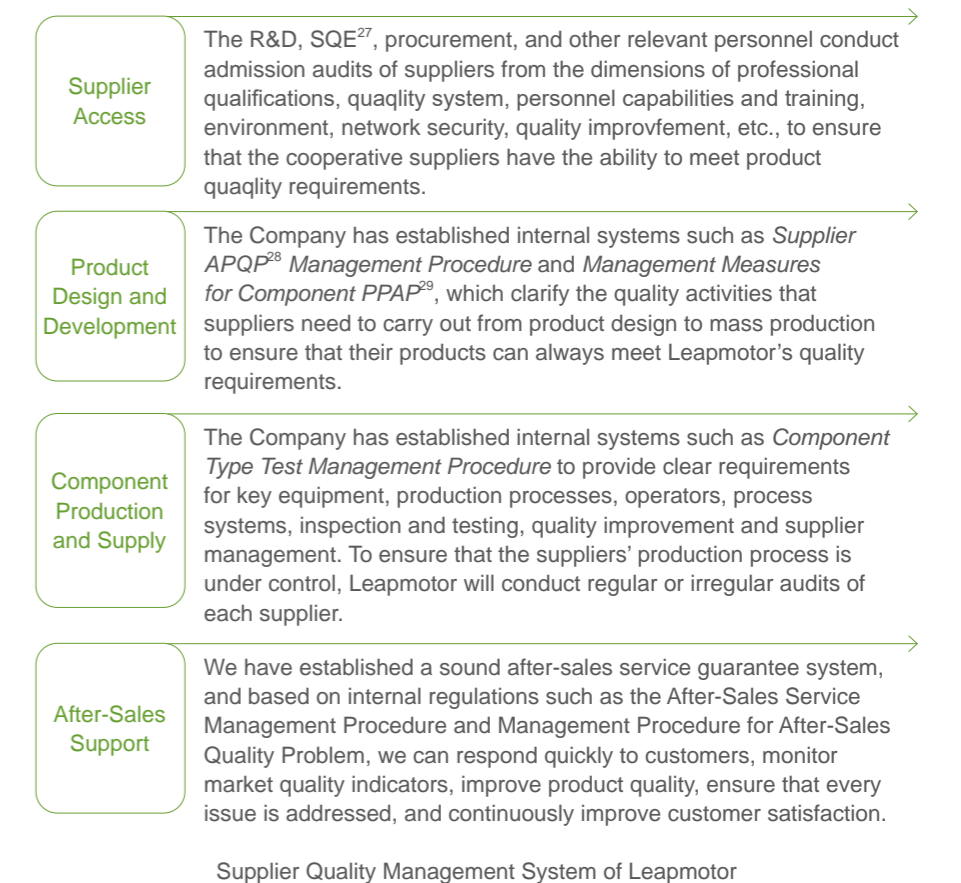 Supplier
Access
The R&D, SQE27, procurement, and other relevant personnel conduct
admission audits of suppliers from the dimensions of professional
qualifications, quaqlity system, personnel capabilities and training,
environment, network security, quality improvfement, etc., to ensure
that the cooperative suppliers have the ability to meet product
quaqlity requirements.
Product
Design and
Development
The Company has established internal systems such as Supplier
APQP28 Management Procedure and Management Measures
for Component PPAP29, which clarify the quality activities that
suppliers need to carry out from product design to mass production
to ensure that their products can always meet Leapmotor’s quality
requirements.
Component
Production
and Supply
The Company has established internal systems such as Component
Type Test Management Procedure to provide clear requirements
for key equipment, production processes, operators, process
systems, inspection and testing, quality improvement and supplier
management. To ensure that the suppliers’ production process is
under control, Leapmotor will conduct regular or irregular audits of
each supplier.
After-Sales
Support
We have established a sound after-sales service guarantee system,
and based on internal regulations such as the After-Sales Service
Management Procedure and Management Procedure for After-Sales
Quality Problem, we can respond quickly to customers, monitor
market quality indicators, improve product quality, ensure that every
issue is addressed, and continuously improve customer satisfaction.
Supplier Quality Management System of Leapmotor